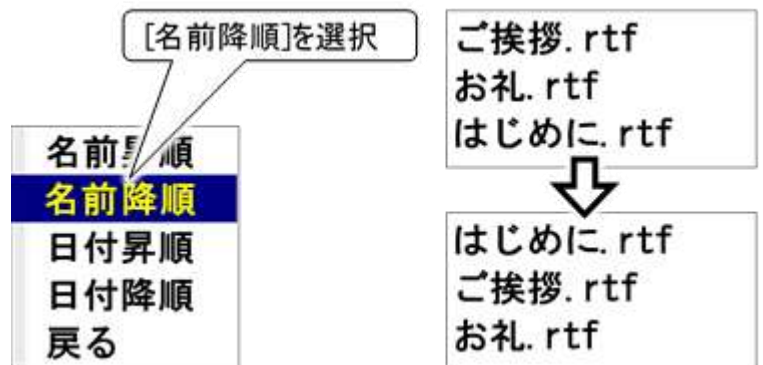 [名前降順]を選択
名前昇順
名前降順
日付昇順
日付降順
戻る
ご挨拶.rtf
お礼.rtf
はじめに.rtf
はじめに.rtf
ご挨拶.rtf
お礼.rtf